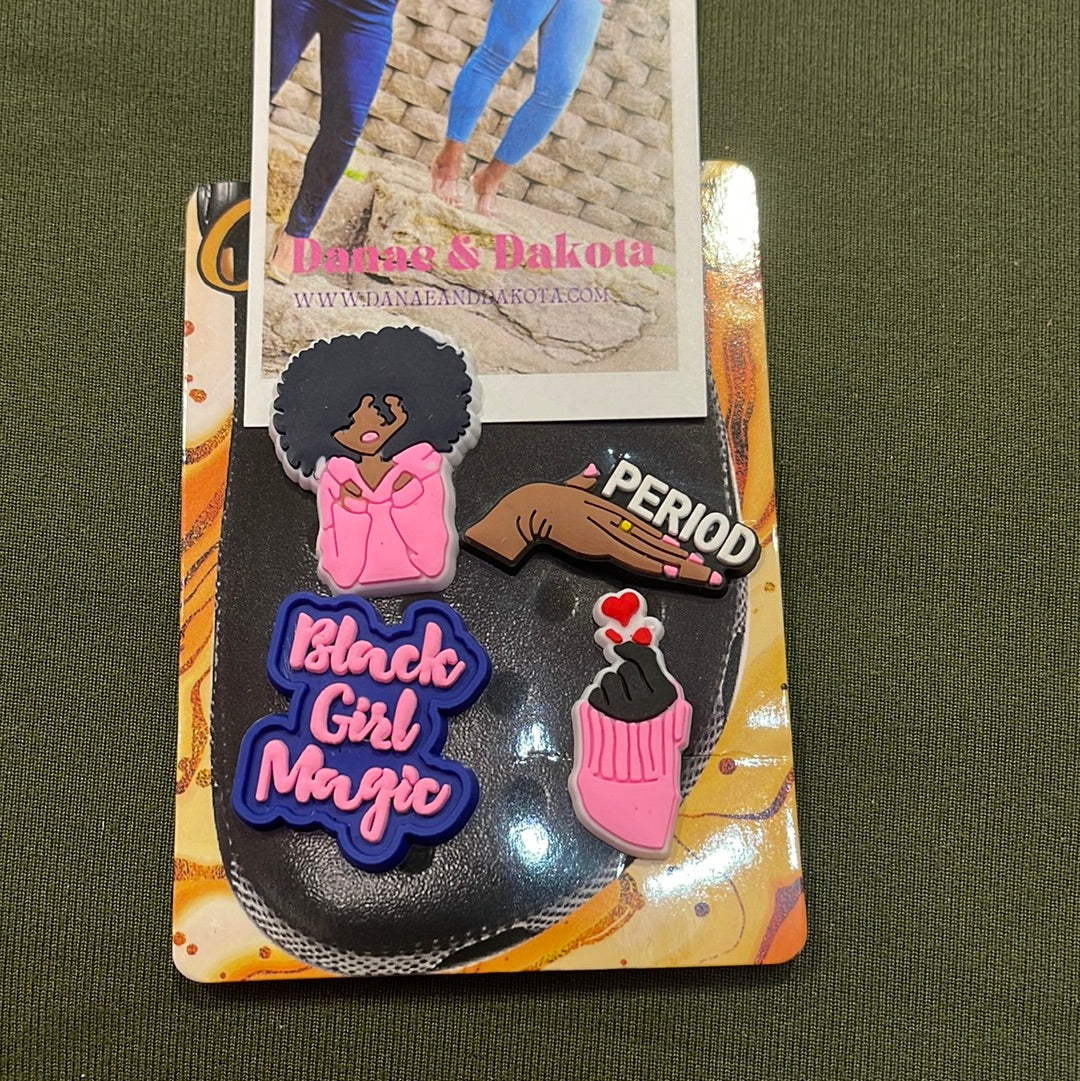 Danae & Dakota
WWW.DANAEANDDAKOTA.COM
PERIOD
Black
Girl
Magic